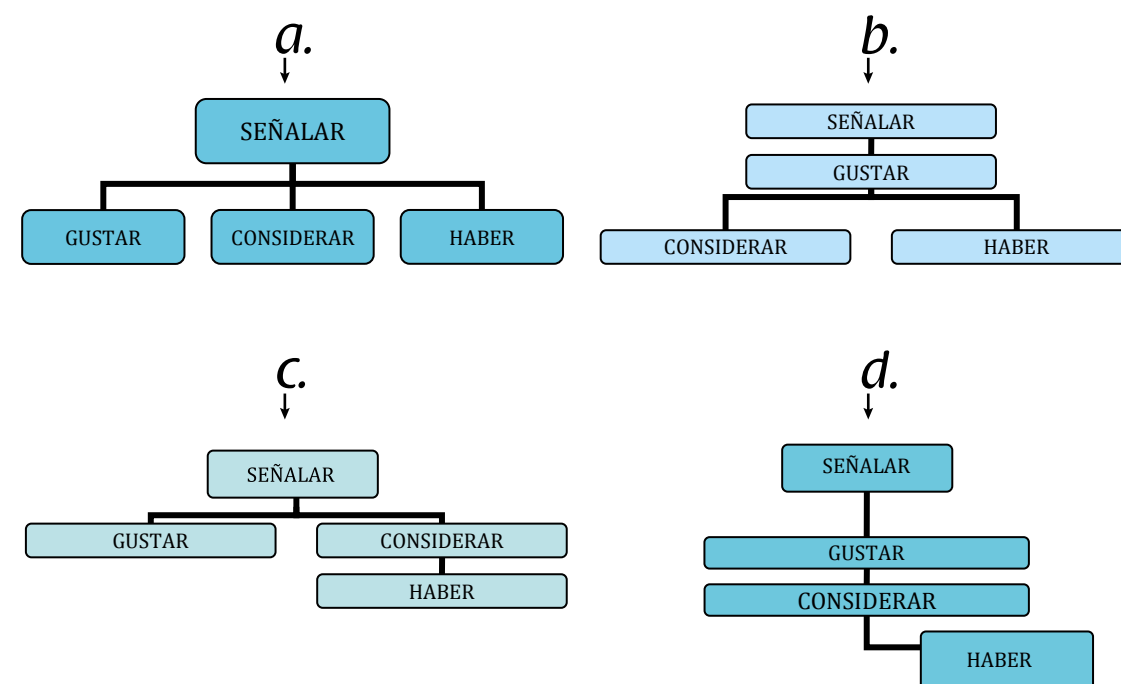 a.
SEÑALAR
GUSTAR CONSIDERAR HABER
b.
SEÑALAR
GUSTAR
CONSIDERAR HABER
c.
SEÑALAR
GUSTAR CONSIDERAR
HABER
d.
SEÑALAR
GUSTAR
CONSIDERAR
HABER